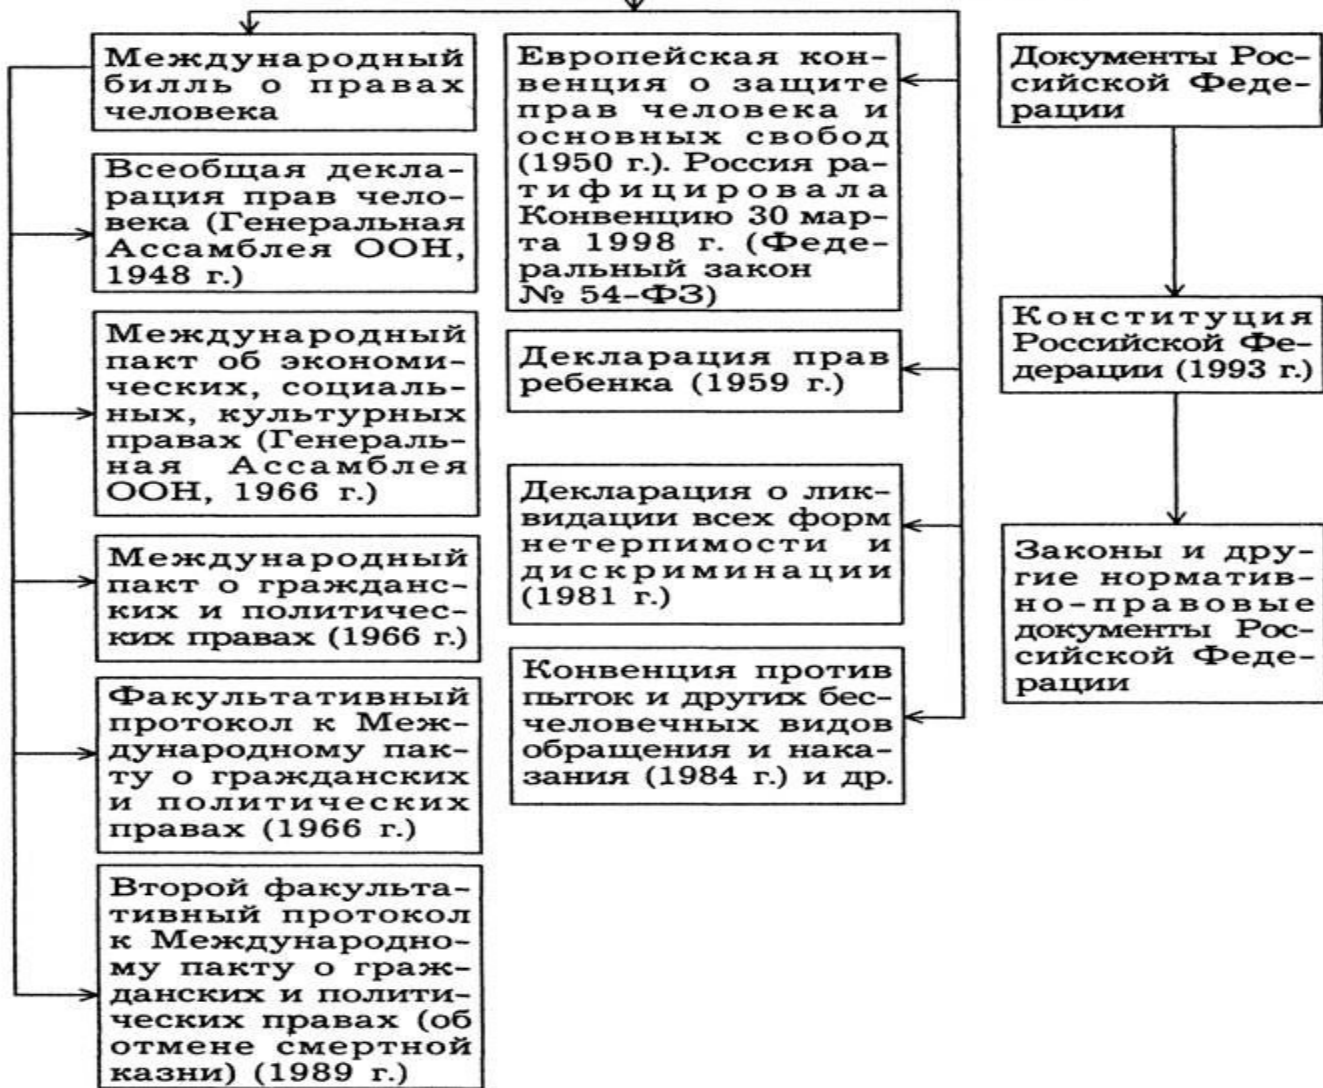 Международный
билль о правах
человека
Всеобщая декла-
рация прав чело-
века (Генеральная
Ассамблея ООН,
1948 г.)
Международный
пакт об экономи-
ческих, социаль-
ных, культурных
правах (Генераль-
ная Ассамблея
ООН, 1966 г.)
Международный
пакт о граждан-
ских и политичес-
ких правах (1966 г.)
Факультативный
протокол к Меж-
дународному пак-
ту о гражданских
и политических
правах (1966 г.)
Второй факульта-
тивный протокол
к Международно-
му пакту о граж-
данских и полити-
ческих правах (об
отмене смертной
казни) (1989 г.)
Европейская кон-
венция о защите
прав человека и
основных свобод
(1950 г.). Россия ра-
тифицировала
Конвенцию 30 мар-
та 1998 г. (Феде-
ральный закон
№ 54-ФЗ)
Декларация прав
ребенка (1959 г.)
Декларация о лик-
видации всех форм
нетерпимости и
дискриминации
(1981 г.)
Конвенция против
пыток и других бес-
человечных видов
обращения и нака-
зания (1984 г.) и др.
Документы Рос-
сийской Феде-
рации
Конституция
Российской Фе-
дерации (1993 г.)
Законы и дру-
гие норматив-
но-правовые
документы Рос-
сийской Феде-
рации